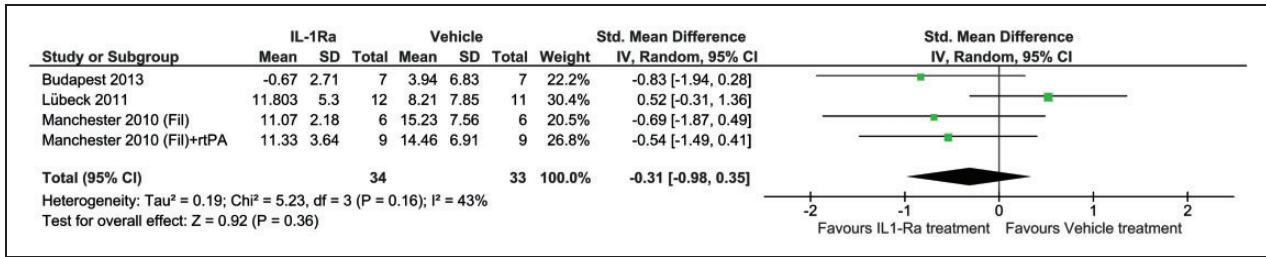 IL-1Ra Vehicle Std. Mean Difference Std. Mean Difference
Study or Subgroup Mean SD Total Mean SD Total Weight IV, Random, 95% CI IV, Random, 95% CI
Budapest 2013 -0.67 2.71 7 3.94 6.83 7 22.2% -0.83 [-1.94, 0.28]
Lübeck 2011 11.803 5.3 12 8.21 7.85 11 30.4% 0.52 [-0.31, 1.36]
Manchester 2010 (Fil) 11.07 2.18 6 15.23 7.56 6 20.5% -0.69 [-1.87, 0.49]
Manchester 2010 (Fil)+rtPA 11.33 3.64 9 14.46 6.91 9 26.8% -0.54 [-1.49, 0.41]
Total (95% CI) 34 33 100.0% -0.31 [-0.98, 0.35]
Heterogeneity: Tau² = 0.19; Chi² = 5.23, df = 3 (P = 0.16); I² = 43%
Test for overall effect: Z = 0.92 (P = 0.36)
-2 -1 0 1 2
Favours IL1-Ra treatment Favours Vehicle treatment